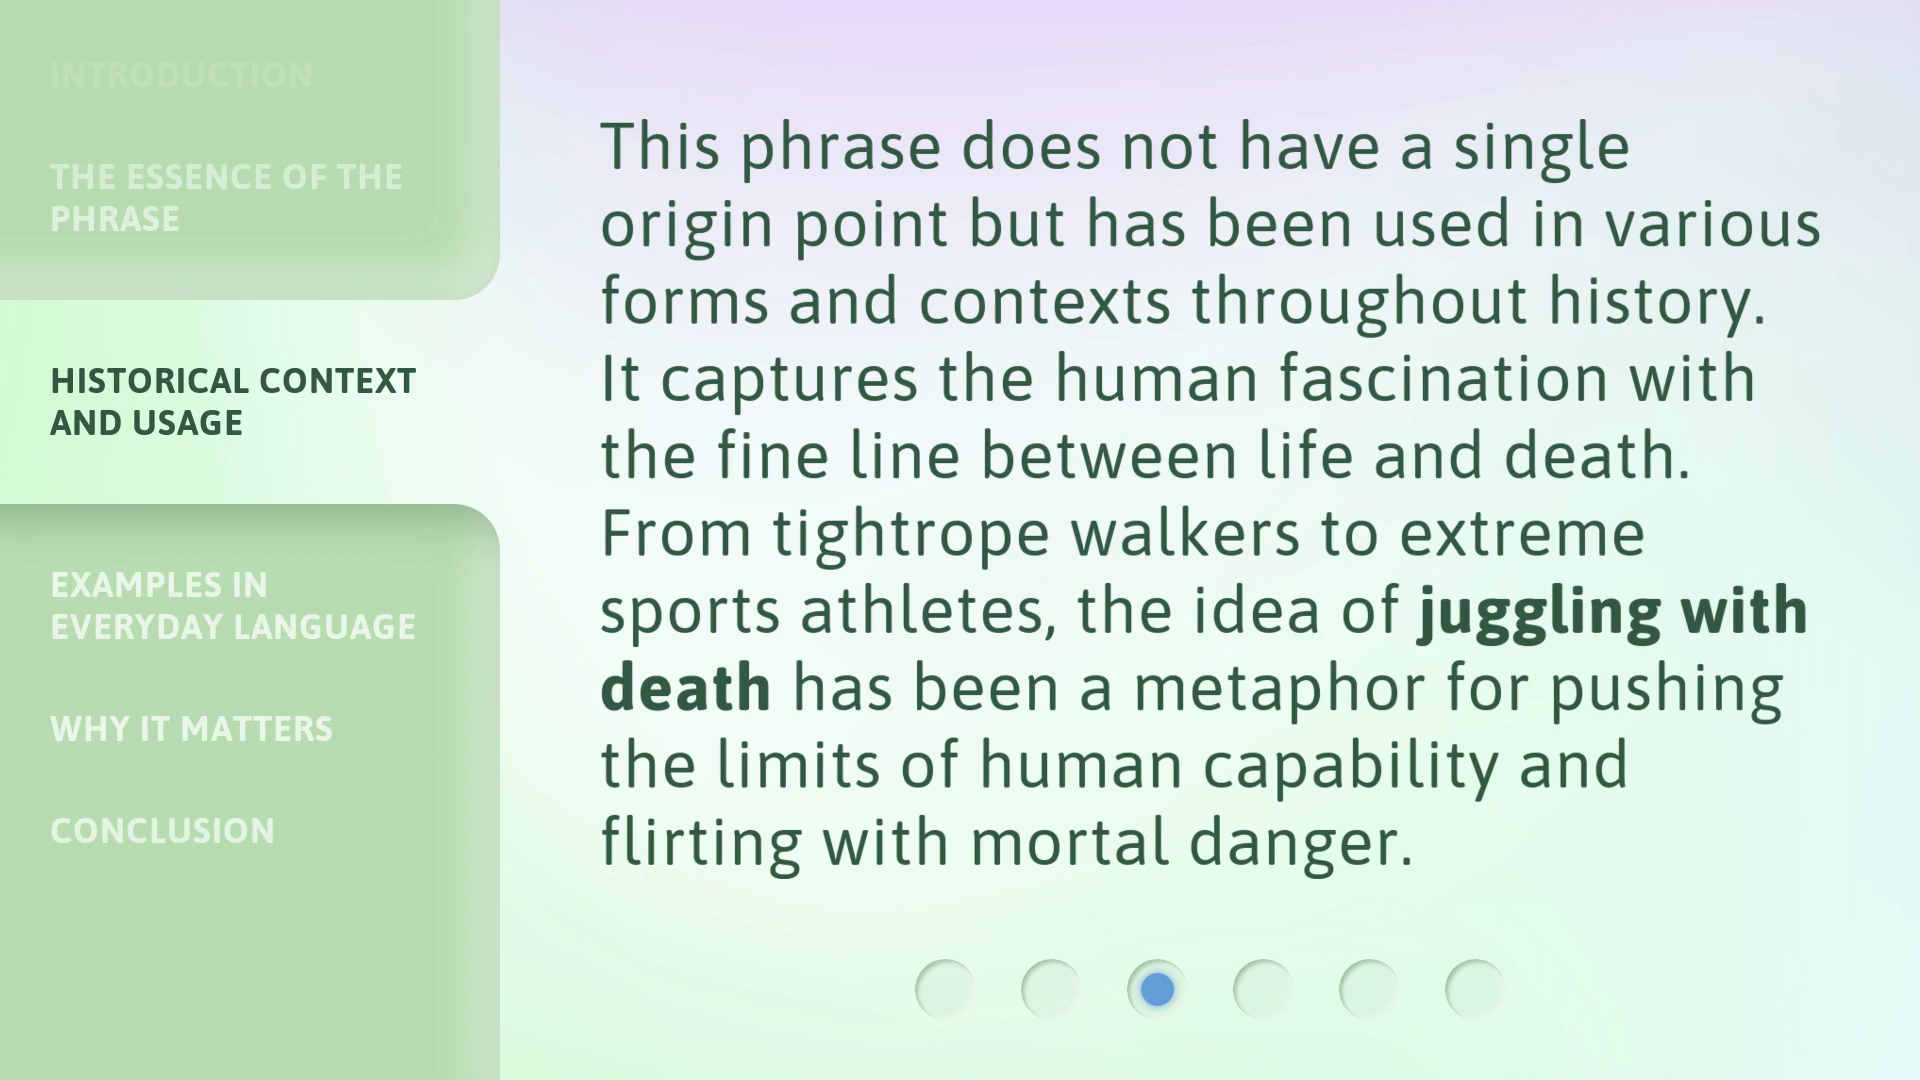 INTRODUCTION
THE ESSENCE OF THE
PHRASE
HISTORICAL CONTEXT
AND USAGE
EXAMPLES IN
EVERYDAY LANGUAGE
WHY IT MATTERS
CONCLUSION
This phrase does not have a single
origin point but has been used in various
forms and contexts throughout history.
It captures the human fascination with
the fine line between life and death.
From tightrope walkers to extreme
sports athletes, the idea of juggling with
death has been a metaphor for pushing
the limits of human capability and
flirting with mortal danger.